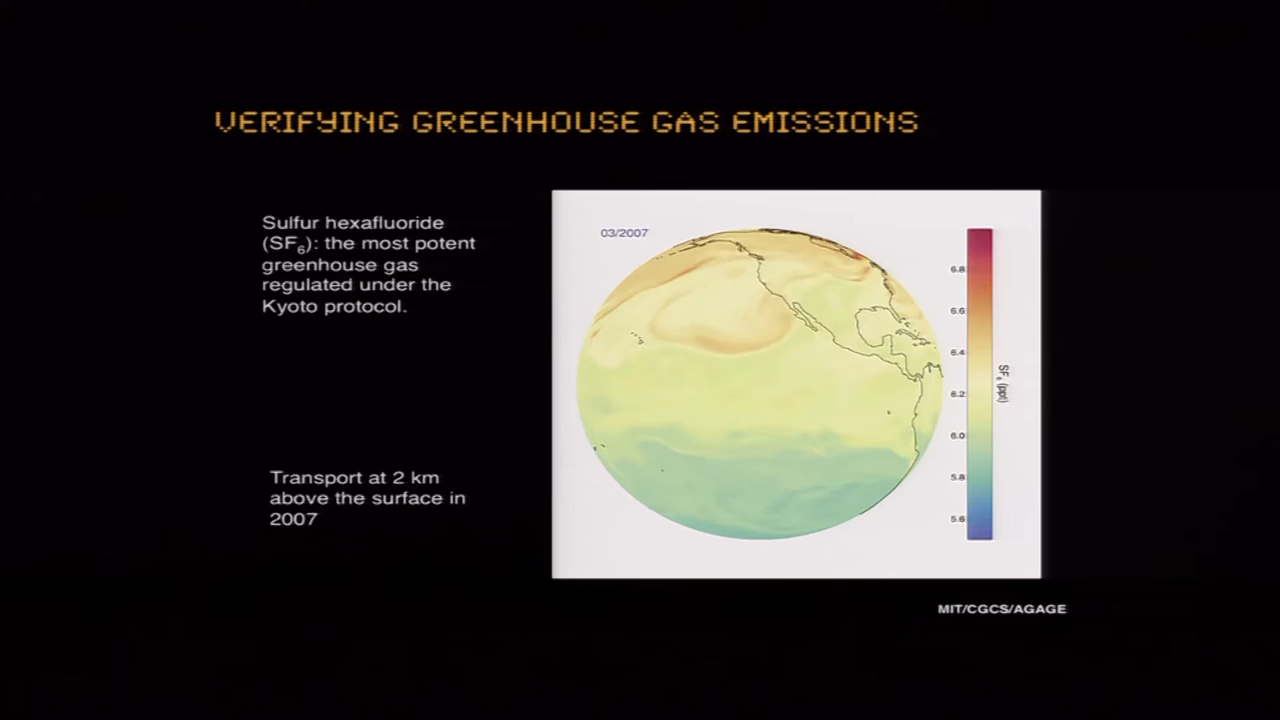 VERIFYING GREENHOUSE GAS EMISSIONS
Sulfur hexafluoride
(SF₆): the most potent
greenhouse gas
regulated under the
Kyoto protocol.
Transport at 2 km
above the surface in
2007
03/2007
6.8
6.6
6.4
6.2
6.0
5.8
5.6
SF₆ (ppt)
MIT/CGCS/AGAGE